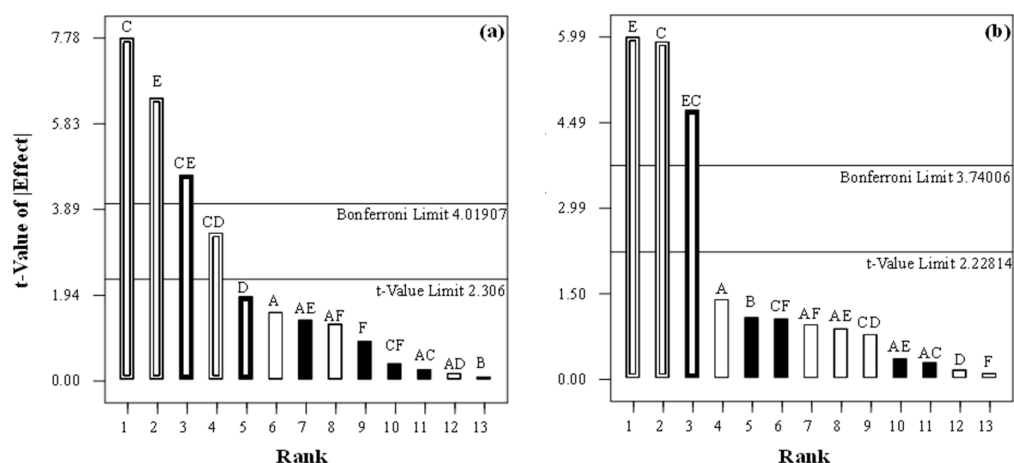 (a)
t-Value of |Effect|
7.78
5.83
3.89
1.94
0.00
C
E
CE
CD
D
A
AE
AF
F
CF
AC
AD
B
Bonferroni Limit 4.01907
t-Value Limit 2.306
1 2 3 4 5 6 7 8 9 10 11 12 13
Rank
(b)
5.99
4.49
2.99
1.50
0.00
E
C
EC
A
B
CF
AF
AE
CD
AE
AC
D
F
Bonferroni Limit 3.74006
t-Value Limit 2.22814
1 2 3 4 5 6 7 8 9 10 11 12 13
Rank